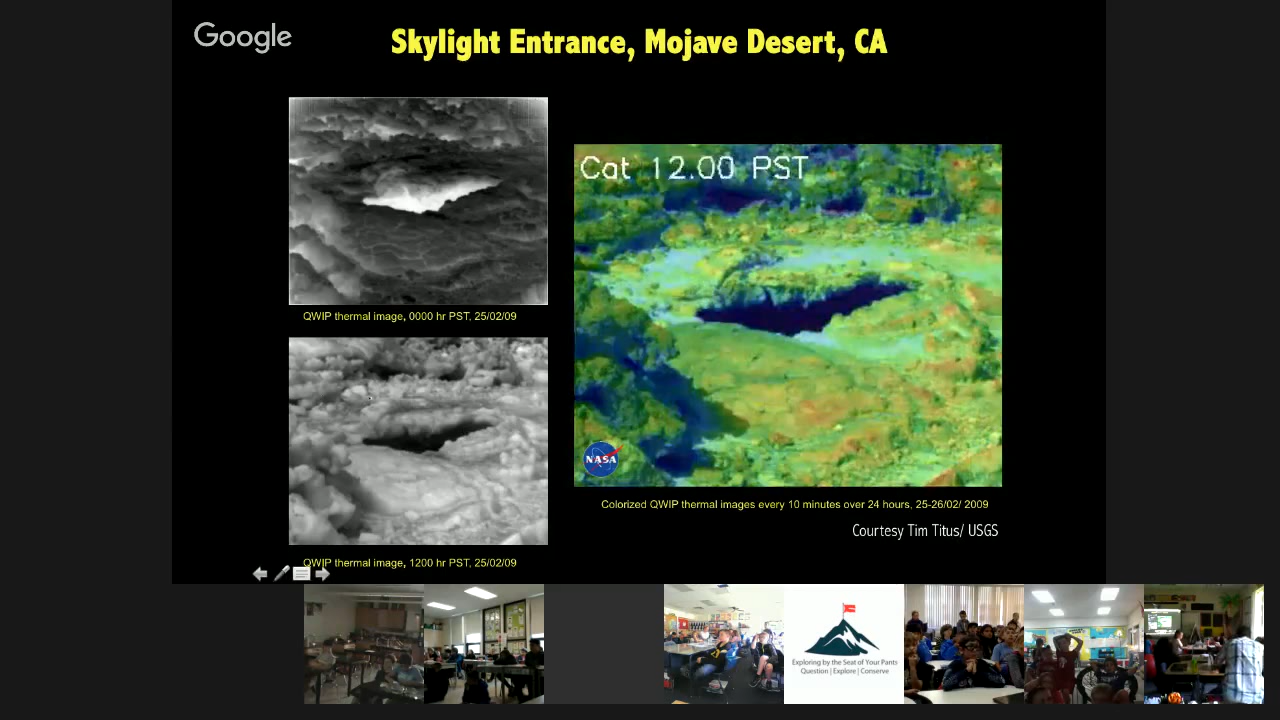 Google
Skylight Entrance, Mojave Desert, CA
QWIP thermal image, 0000 hr PST, 25/02/09
Cat 12.00 PST
NASA
QWIP thermal image, 1200 hr PST, 25/02/09
Colorized QWIP thermal images every 10 minutes over 24 hours, 25-26/02/ 2009
Courtesy Tim Titus/ USGS
Exploring by the Seat of Your Pants
Question | Explore | Conserve